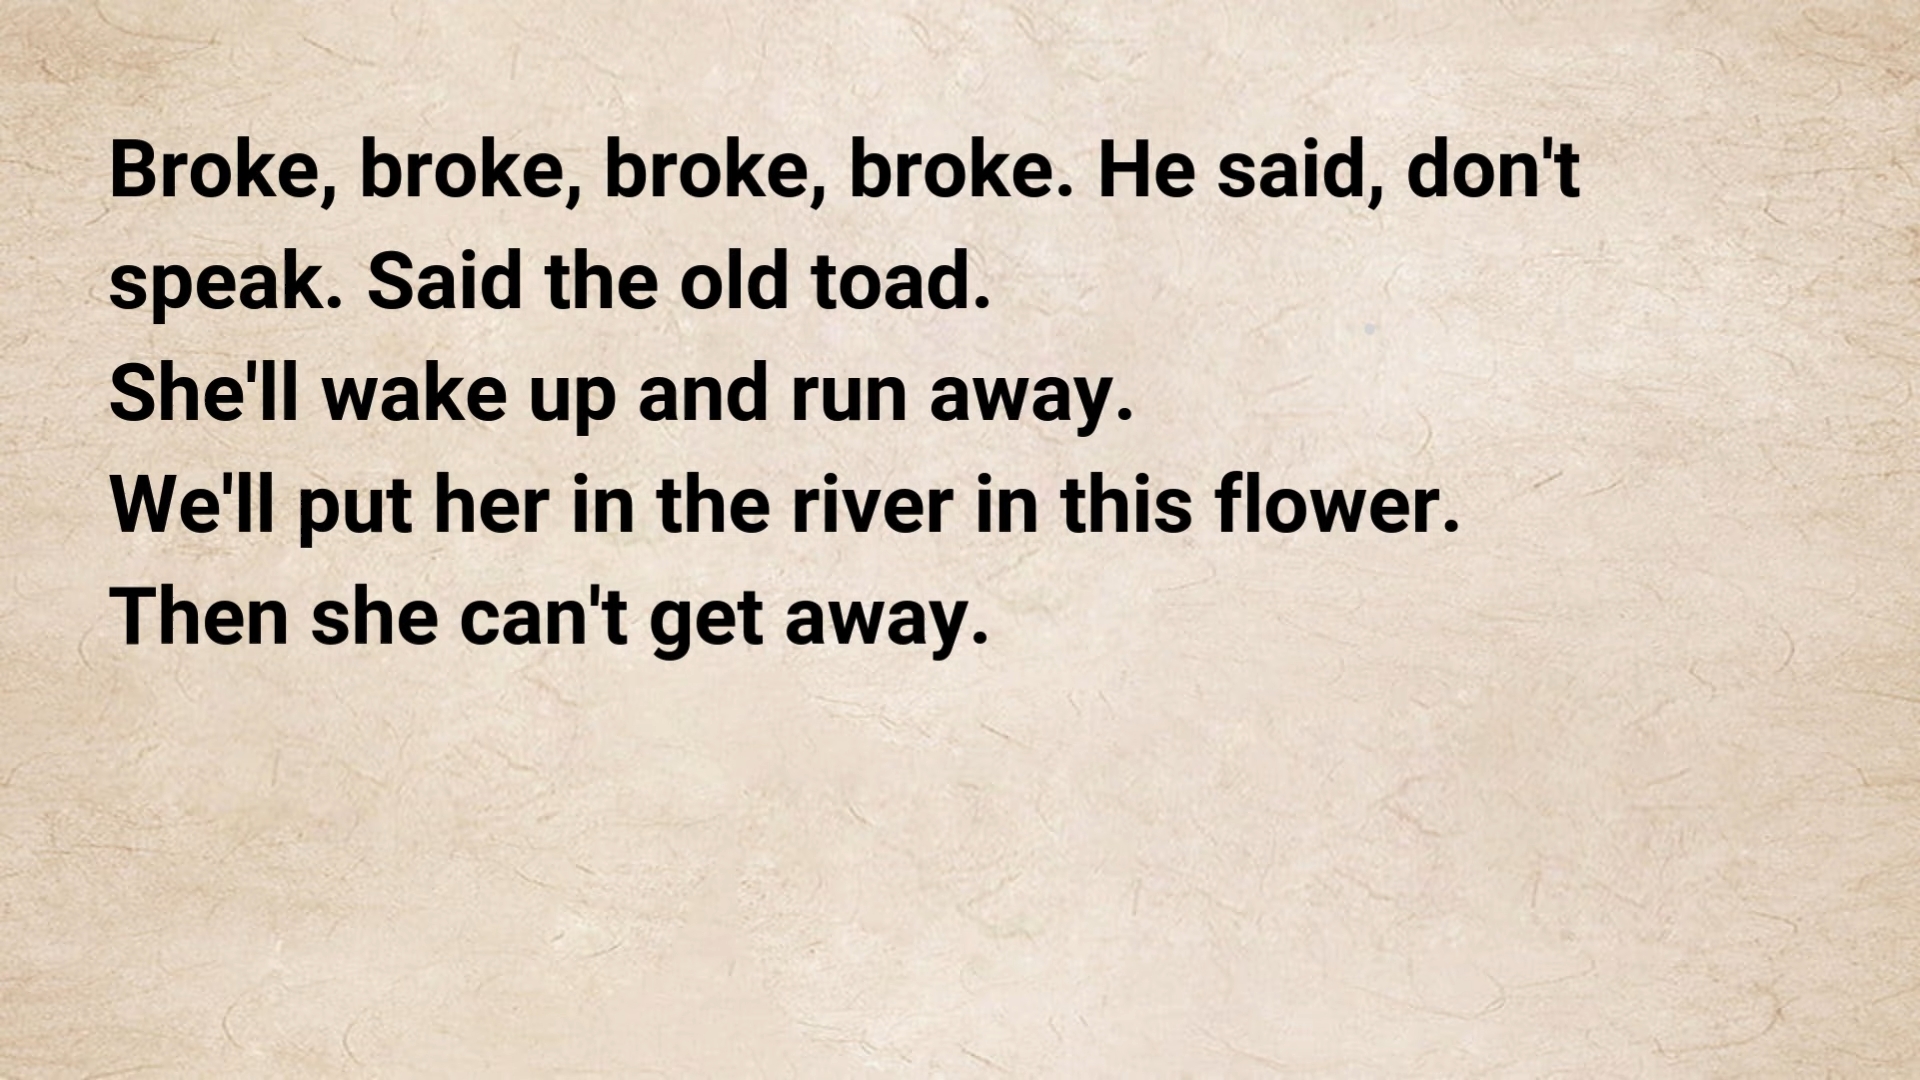 Broke, broke, broke, broke. He said, don't
speak. Said the old toad.
She'll wake up and run away.
We'll put her in the river in this flower.
Then she can't get away.